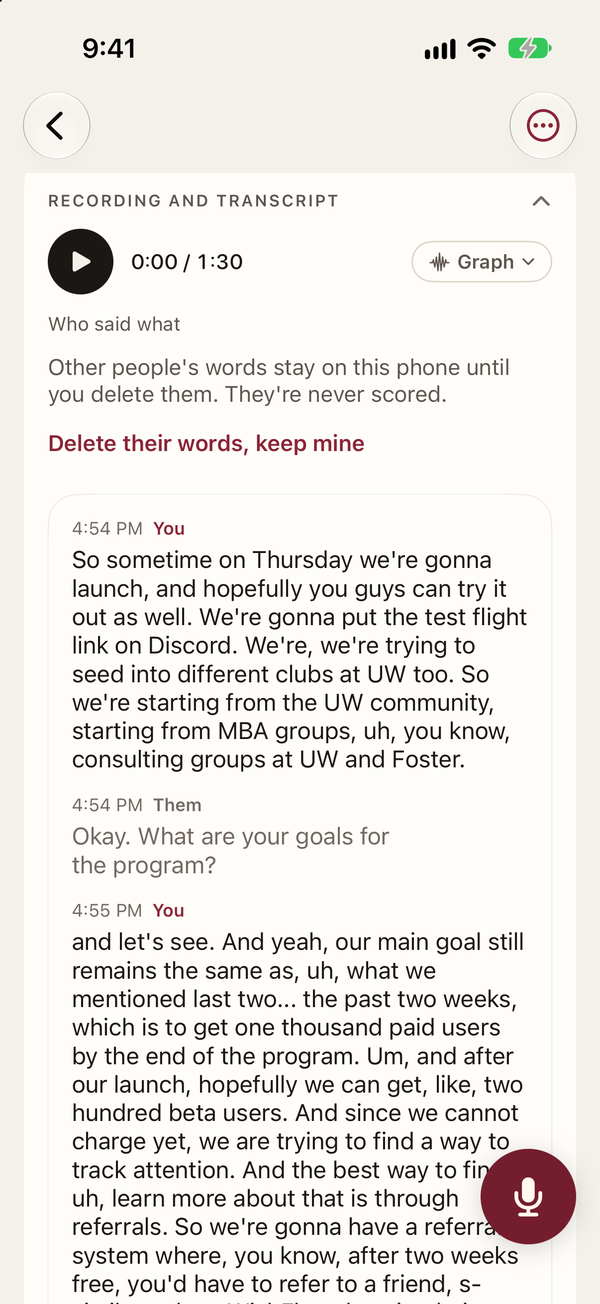 9:41
RECORDING AND TRANSCRIPT
0:00 / 1:30
Graph
Who said what
Other people's words stay on this phone until
you delete them. They're never scored.
Delete their words, keep mine
4:54 PM You
So sometime on Thursday we're gonna
launch, and hopefully you guys can try it
out as well. We're gonna put the test flight
link on Discord. We're, we're trying to
seed into different clubs at UW too. So
we're starting from the UW community,
starting from MBA groups, uh, you know,
consulting groups at UW and Foster.
4:54 PM Them
Okay. What are your goals for
the program?
4:55 PM You
and let's see. And yeah, our main goal still
remains the same as, uh, what we
mentioned last two... the past two weeks,
which is to get one thousand paid users
by the end of the program. Um, and after
our launch, hopefully we can get, like, two
hundred beta users. And since we cannot
charge yet, we are trying to find a way to
track attention. And the best way to
uh, learn more about that is through
referrals. So we're gonna have a
system where, you know, after two weeks
free, you'd have to refer to a friend, s-